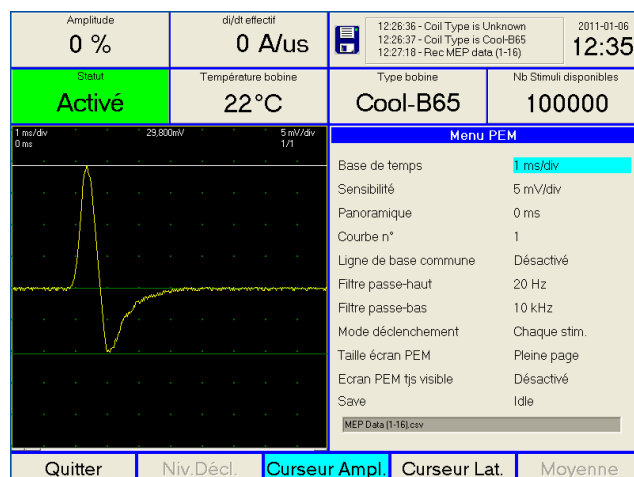 Amplitude
0 %
di/dt effectif
0 A/us
12:26:36 - Coil Type is Unknown
12:26:37 - Coil Type is Cool-B65
12:27:18 - Rec MEP data (1-16)
2011-01-06
12:35
Statut
Activé
Température bobine
22°C
Type bobine
Cool-B65
Nb Stimuli disponibles
100000
1 ms/div 29,800mV 5 mV/div
0 ms 1/1
Menu PEM
Base de temps 1 ms/div
Sensibilité 5 mV/div
Panoramique 0 ms
Courbe n° 1
Ligne de base commune Désactivé
Filtre passe-haut 20 Hz
Filtre passe-bas 10 kHz
Mode déclenchement Chaque stim.
Taille écran PEM Pleine page
Ecran PEM tjs visible Désactivé
Save Idle
MEP Data (1-16).csv
Quitter Niv.Décl. Curseur Ampl. Curseur Lat. Moyenne